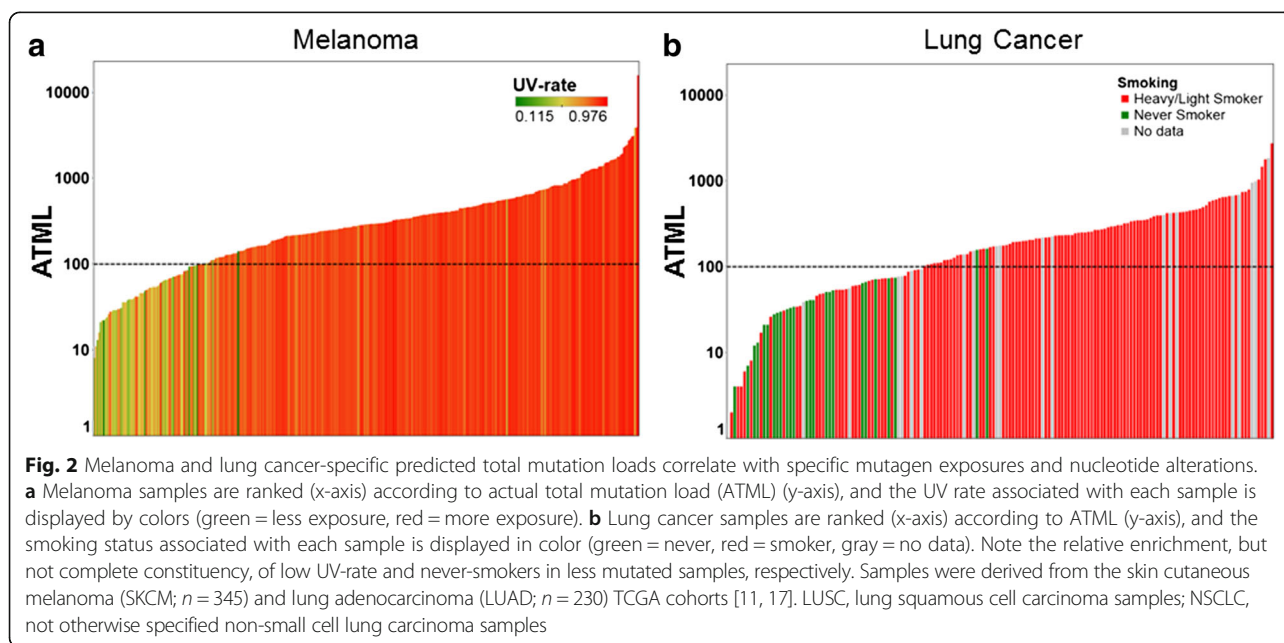 a
Melanoma
ATML
10000
1000
100
10
1
UV-rate
0.115 0.976
b
Lung Cancer
ATML
10000
1000
100
10
1
Smoking
Heavy/Light Smoker
Never Smoker
No data
Fig. 2 Melanoma and lung cancer-specific predicted total mutation loads correlate with specific mutagen exposures and nucleotide alterations.
a Melanoma samples are ranked (x-axis) according to actual total mutation load (ATML) (y-axis), and the UV rate associated with each sample is
displayed by colors (green = less exposure, red = more exposure). b Lung cancer samples are ranked (x-axis) according to ATML (y-axis), and the
smoking status associated with each sample is displayed in color (green = never, red = smoker, gray = no data). Note the relative enrichment, but
not complete constituency, of low UV-rate and never-smokers in less mutated samples, respectively. Samples were derived from the skin cutaneous
melanoma (SKCM; n = 345) and lung adenocarcinoma (LUAD; n = 230) TCGA cohorts [11, 17]. LUSC, lung squamous cell carcinoma samples; NSCLC,
not otherwise specified non-small cell lung carcinoma samples